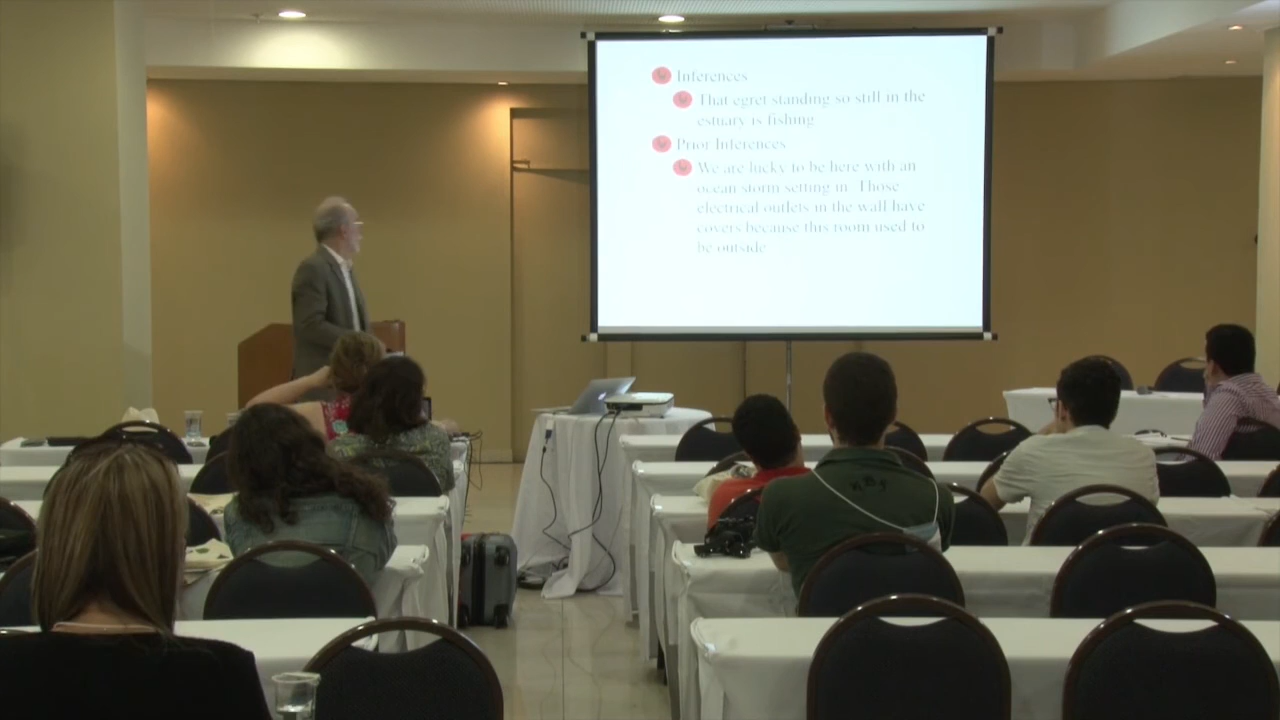 Inferences
That egret standing so still in the
estuary is fishing
Prior Inferences
We are lucky to be here with an
ocean storm setting in. Those
electrical outlets in the wall have
covers because this room used to
be outside.